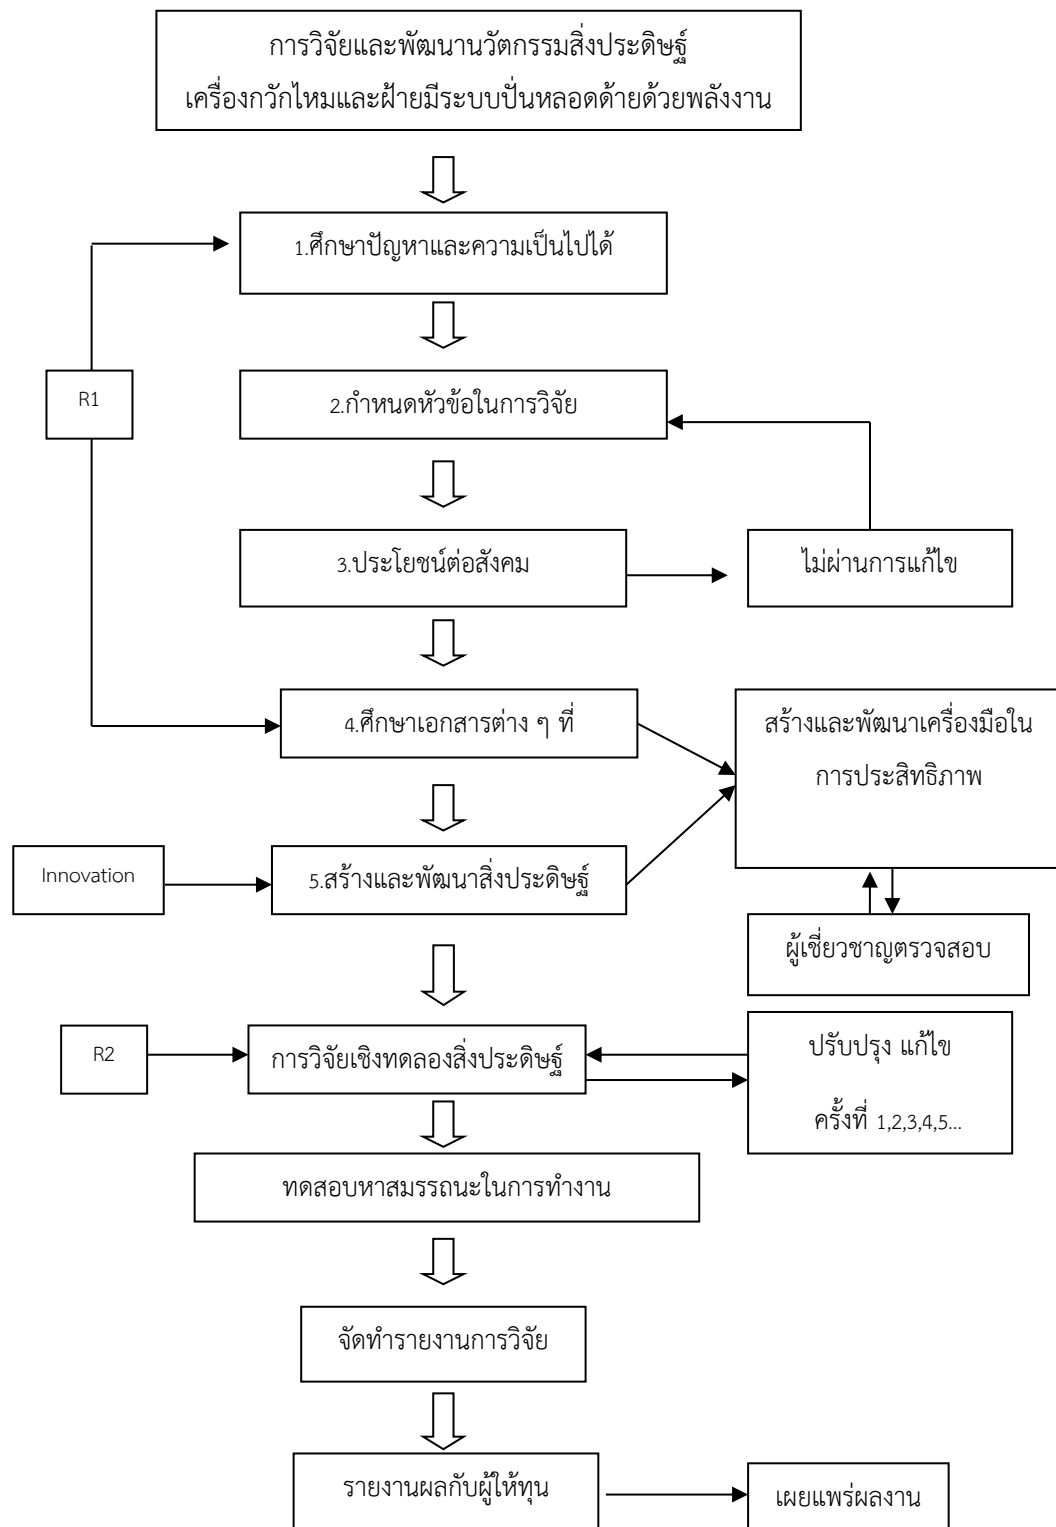 การวิจัยและพัฒนานวัตกรรมสิ่งประดิษฐ์
เครื่องกวักไหมและฝ้ายมีระบบปั่นหลอดด้ายด้วยพลังงาน
1.ศึกษาปัญหาและความเป็นไปได้
R1
2.กำหนดหัวข้อในการวิจัย
3.ประโยชน์ต่อสังคม
ไม่ผ่านการแก้ไข
4.ศึกษาเอกสารต่าง ๆ ที่
สร้างและพัฒนาเครื่องมือใน
การประสิทธิภาพ
Innovation
5.สร้างและพัฒนาสิ่งประดิษฐ์
ผู้เชี่ยวชาญตรวจสอบ
R2
การวิจัยเชิงทดลองสิ่งประดิษฐ์
ปรับปรุง แก้ไข
ครั้งที่ 1,2,3,4,5...
ทดสอบหาสมรรถนะในการทำงาน
จัดทำรายงานการวิจัย
รายงานผลกับผู้ให้ทุน
เผยแพร่ผลงาน